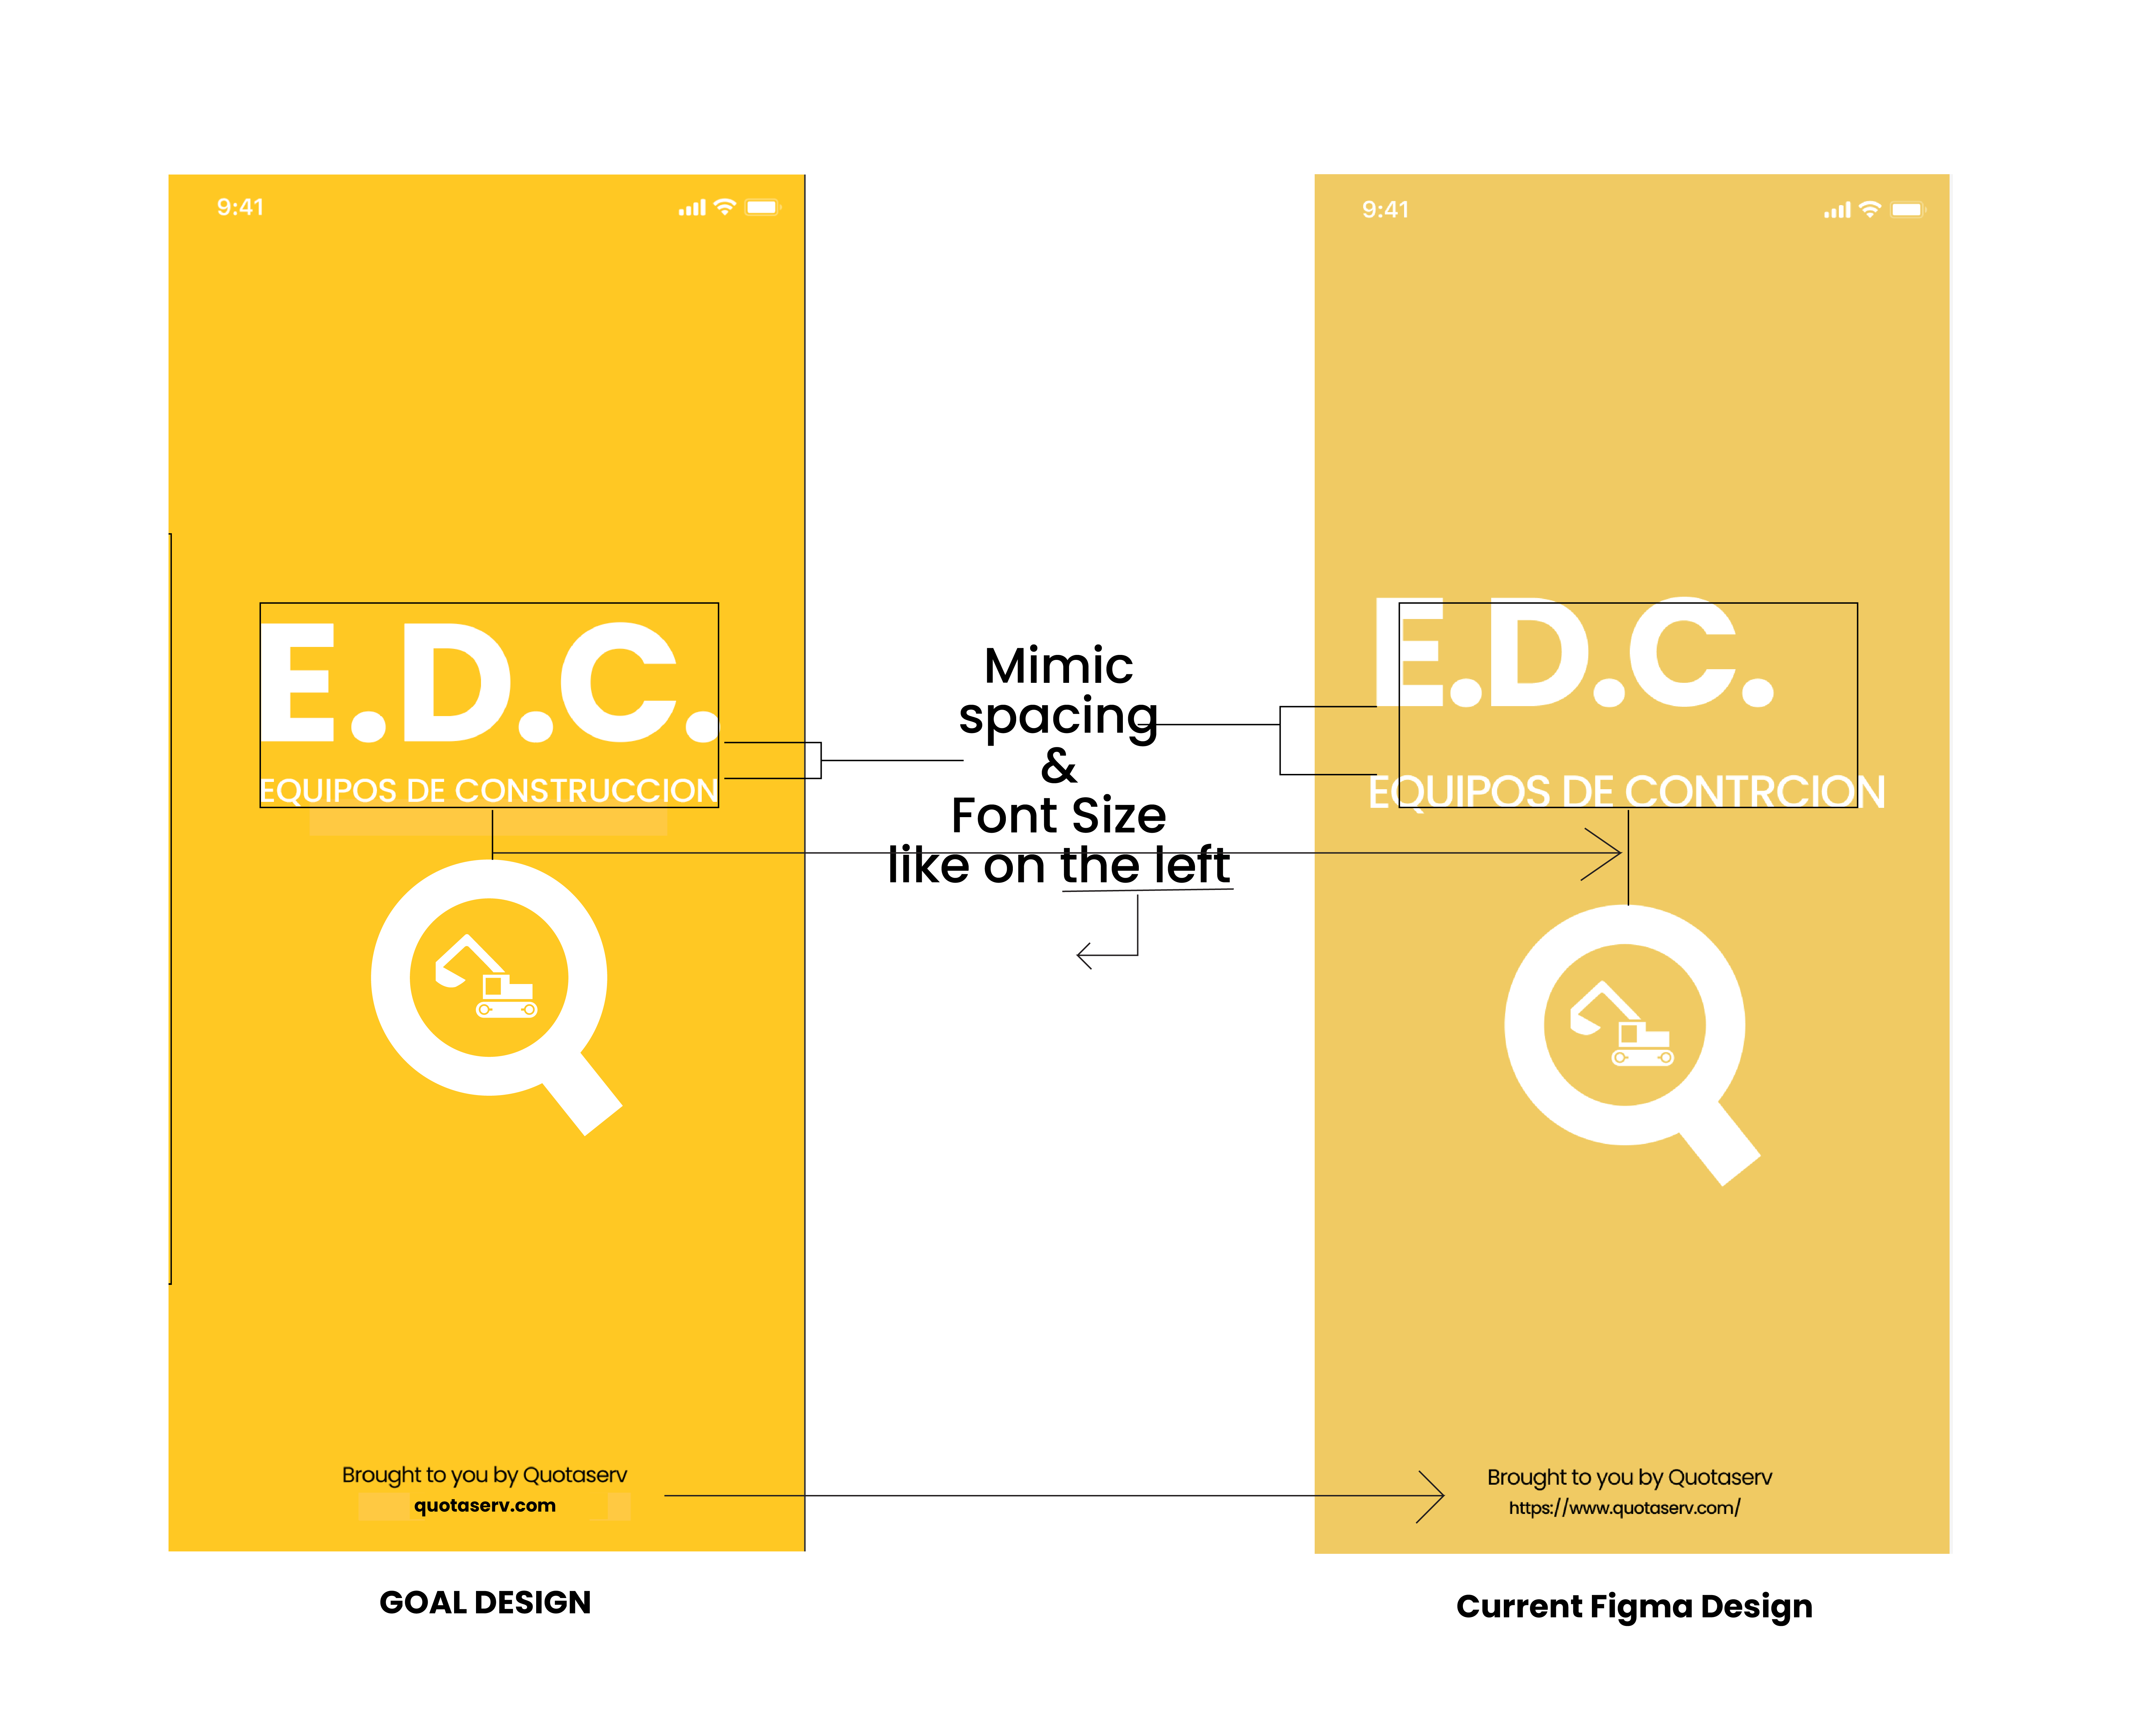 9:41
E.D.C.
EQUIPOS DE CONSTRUCCION
Brought to you by Quotaserv
quotaserv.com
GOAL DESIGN
Mimic
spacing
&
Font Size
like on the left
9:41
E.D.C.
EQUIPOS DE CONTRCION
Brought to you by Quotaserv
https://www.quotaserv.com/
Current Figma Design